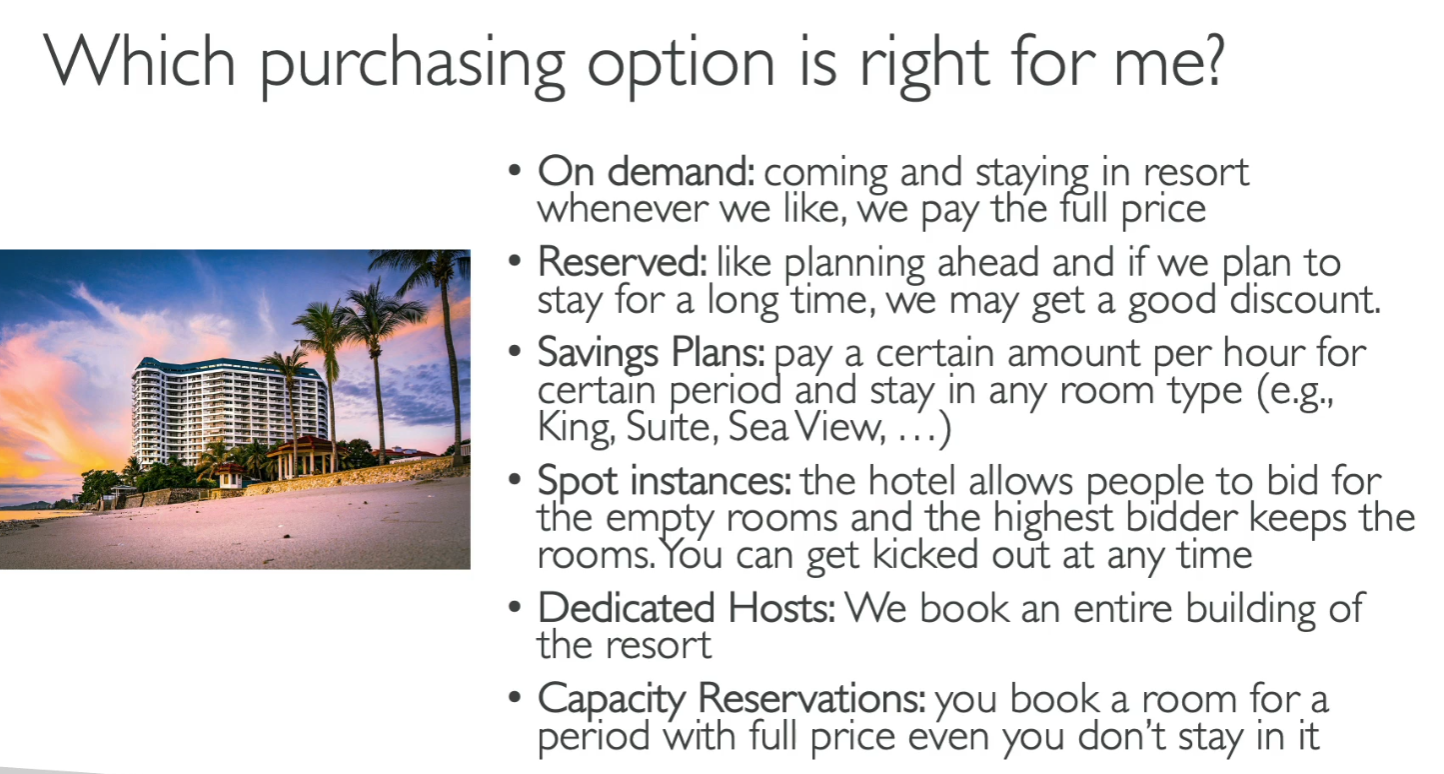 Which purchasing option is right for me?
• On demand: coming and staying in resort
whenever we like, we pay the full price
• Reserved: like planning ahead and if we plan to
stay for a long time, we may get a good discount.
• Savings Plans: pay a certain amount per hour for
certain period and stay in any room type (e.g.,
King, Suite, Sea View, …)
• Spot instances: the hotel allows people to bid for
the empty rooms and the highest bidder keeps the
rooms. You can get kicked out at any time
• Dedicated Hosts: We book an entire building of
the resort
• Capacity Reservations: you book a room for a
period with full price even you don’t stay in it